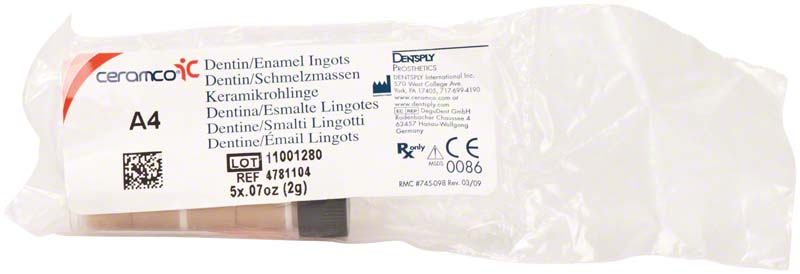 ceramco iC
A4
Dentin/Enamel Ingots
Dentin/Schmelzmassen
Keramikrohlinge
Dentina/Esmalte Lingotes
Dentine/Smalti Lingotti
Dentine/Émail Lingots
LOT 11001280
REF 4781104
5x.07oz (2g)
DENTSPLY
PROSTHETICS
DENTSPLY International Inc.
570 West College Ave.
York, PA 17405, 717-699-4190
www.ceramco.com or
www.dentsply.com
EC REP DeguDent GmbH
Rodenbacher Chaussee 4
63457 Hanau-Wolfgang
Germany
Rx only
MSDS
CE
0086
RMC #745-098 Rev. 03/09